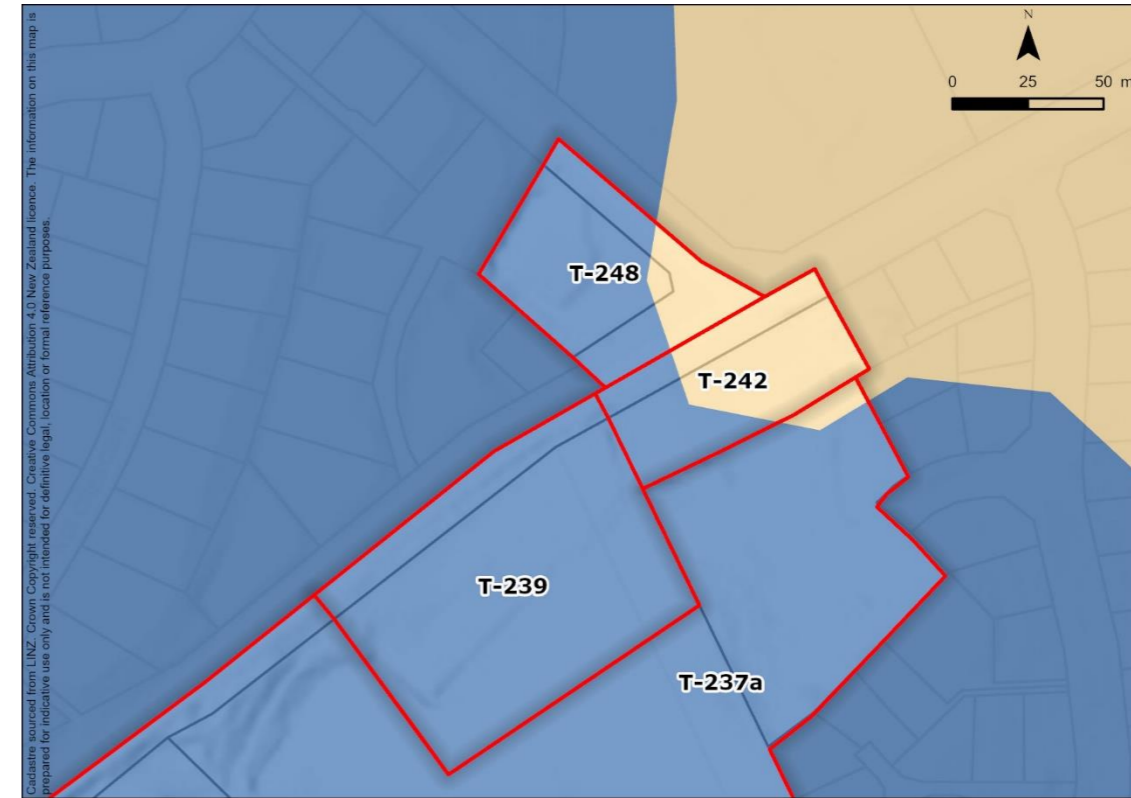 Cadastre sourced from LINZ. Crown Copyright reserved. Creative Commons Attribution 4.0 New Zealand licence. The information on this map is
prepared for indicative use only and is not intended for definitive legal, location or formal reference purposes.
N
0 25 50 m
T-248
T-242
T-239
T-237a